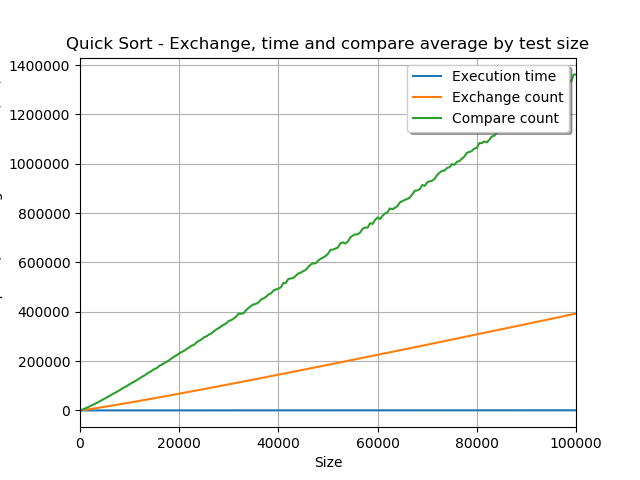 Quick Sort - Exchange, time and compare average by test size
1400000
1200000
1000000
800000
600000
400000
200000
0
Execution time
Exchange count
Compare count
0 20000 40000 60000 80000 100000
Size